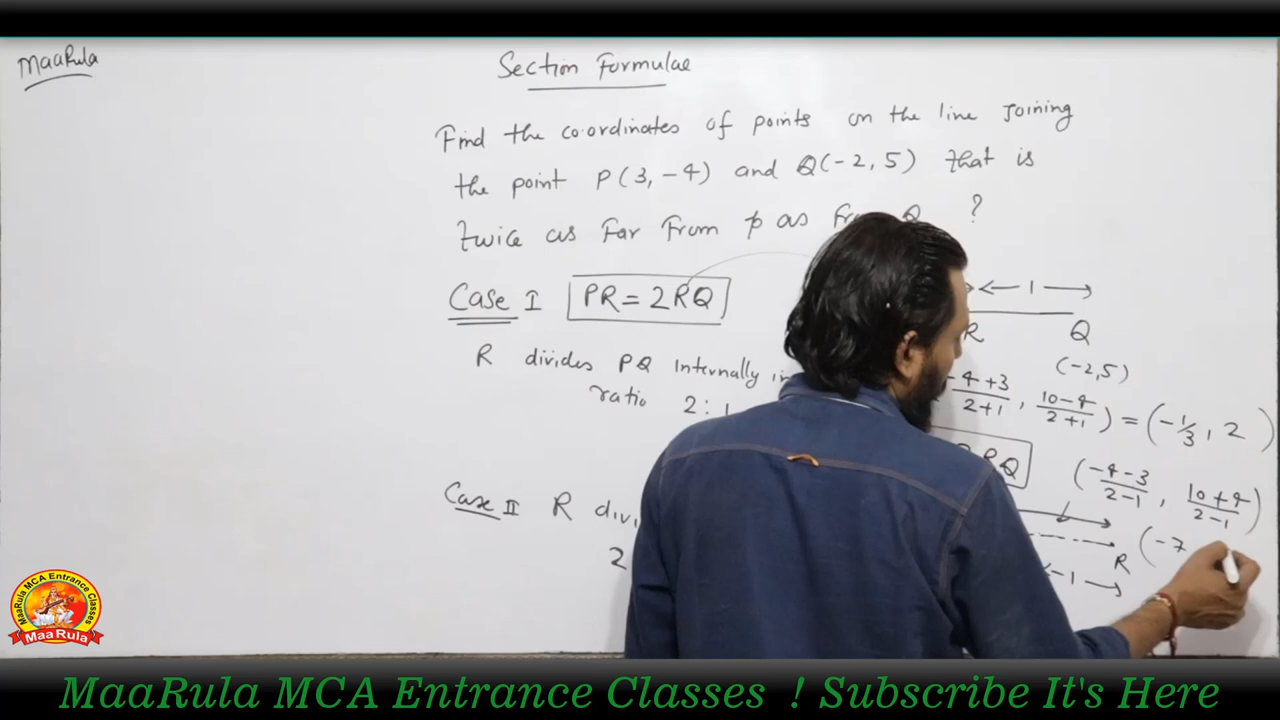 MaaRula
Section Formulae
Find the co-ordinates of points on the line Joining
the point P(3, -4) and Q(-2, 5) that is
twice as far from p as Q ?
Case I PR = 2RQ
← 1 →
R Q
(-2,5)
R divides PQ Internally
ratio 2:1
-4+3/2+1 , 10-4/2+1 ) = (-1/3, 2 )
RQ
(-4-3/2-1 , 10+4/2-1 )
Case II R
2
(-7
R
1 →
MaaRula MCA Entrance Classes
MaaRula
MaaRula MCA Entrance Classes ! Subscribe It's Here